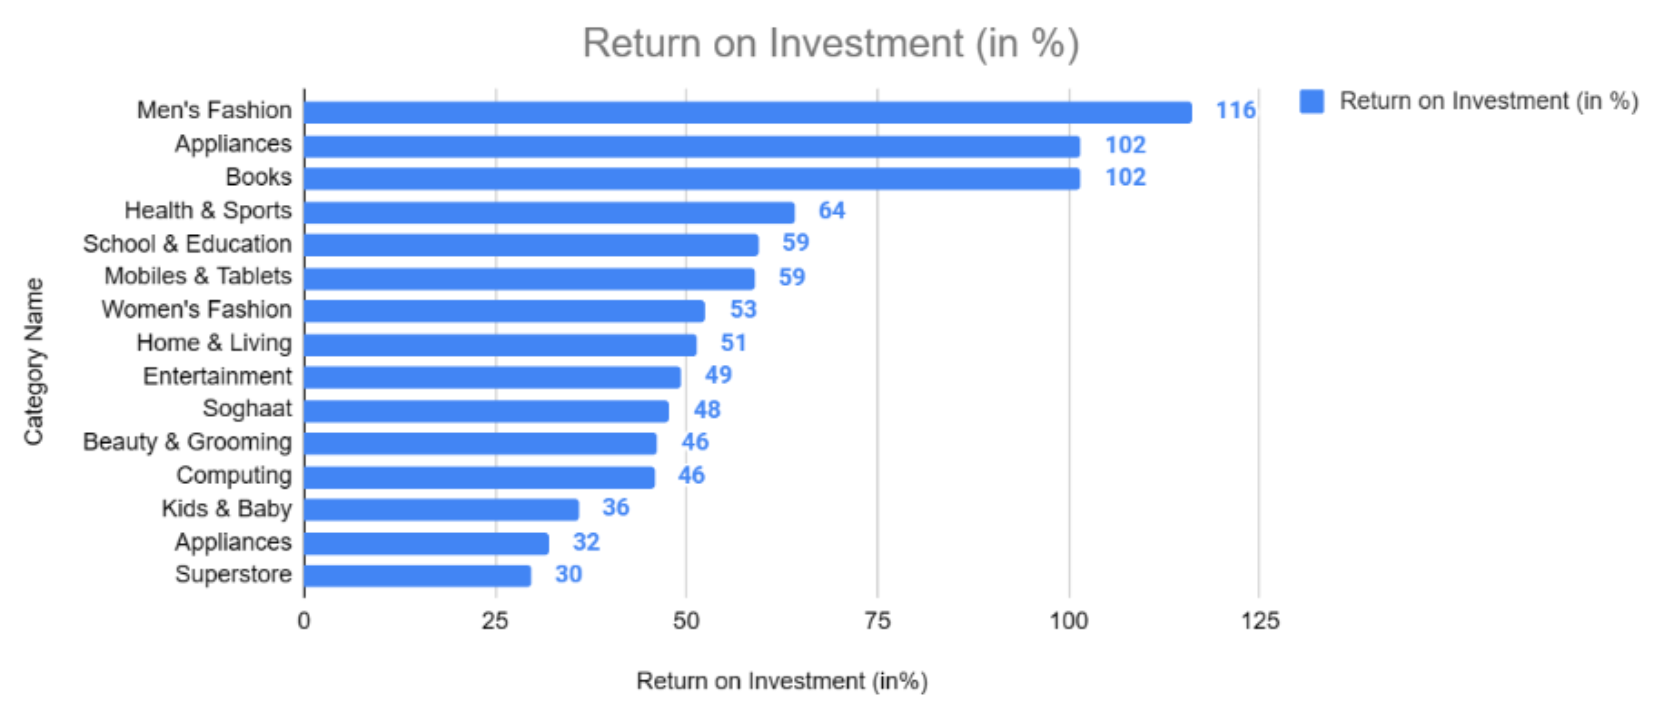 Return on Investment (in %)
Return on Investment (in %)
Category Name
Men's Fashion 116
Appliances 102
Books 102
Health & Sports 64
School & Education 59
Mobiles & Tablets 59
Women's Fashion 53
Home & Living 51
Entertainment 49
Soghaat 48
Beauty & Grooming 46
Computing 46
Kids & Baby 36
Appliances 32
Superstore 30
0 25 50 75 100 125
Return on Investment (in%)